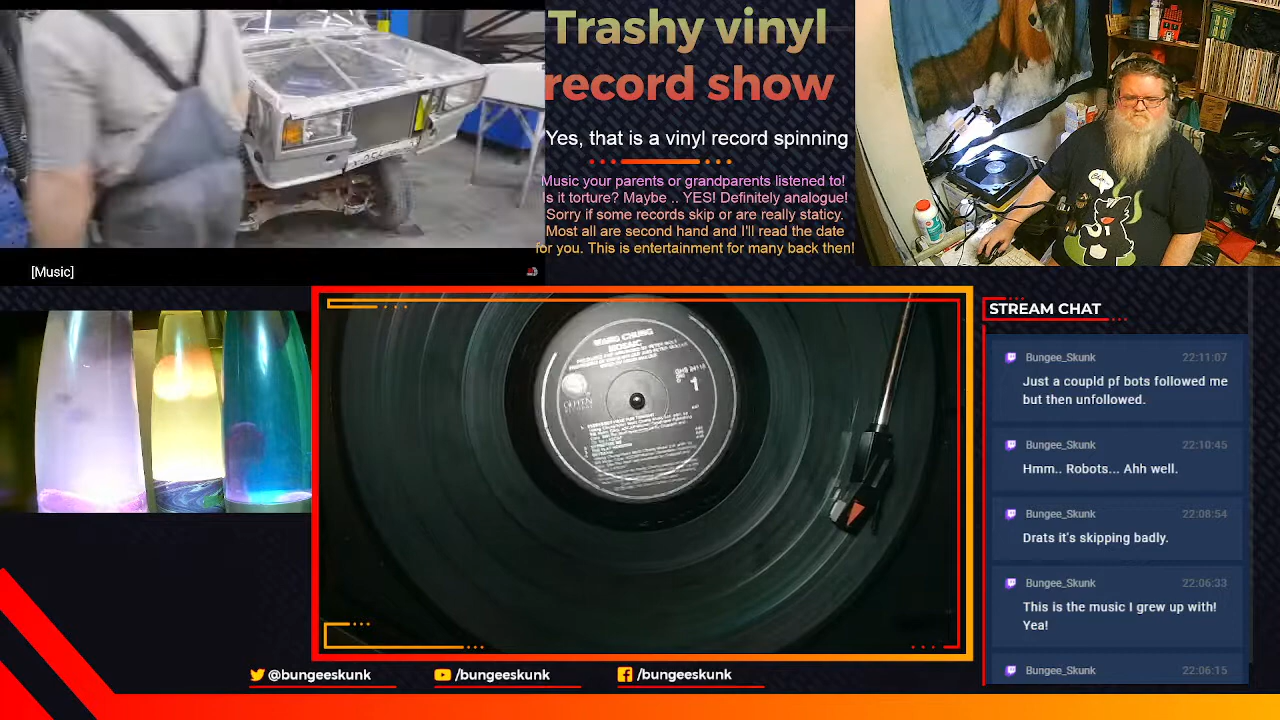 Trashy vinyl
record show
Yes, that is a vinyl record spinning
Music your parents or grandparents listened to!
Is it torture? Maybe .. YES! Definitely analogue!
Sorry if some records skip or are really staticy.
Most all are second hand and I'll read the date
for you. This is entertainment for many back then!
[Music]
WANG CHUNG
MOSAIC
GEFFEN
1
STREAM CHAT
Bungee_Skunk 22:11:07
Just a coupld pf bots followed me
but then unfollowed.
Bungee_Skunk 22:10:45
Hmm.. Robots... Ahh well.
Bungee_Skunk 22:08:54
Drats it's skipping badly.
Bungee_Skunk 22:06:33
This is the music I grew up with!
Yea!
Bungee_Skunk 22:06:15
@bungeeskunk
/bungeeskunk
/bungeeskunk